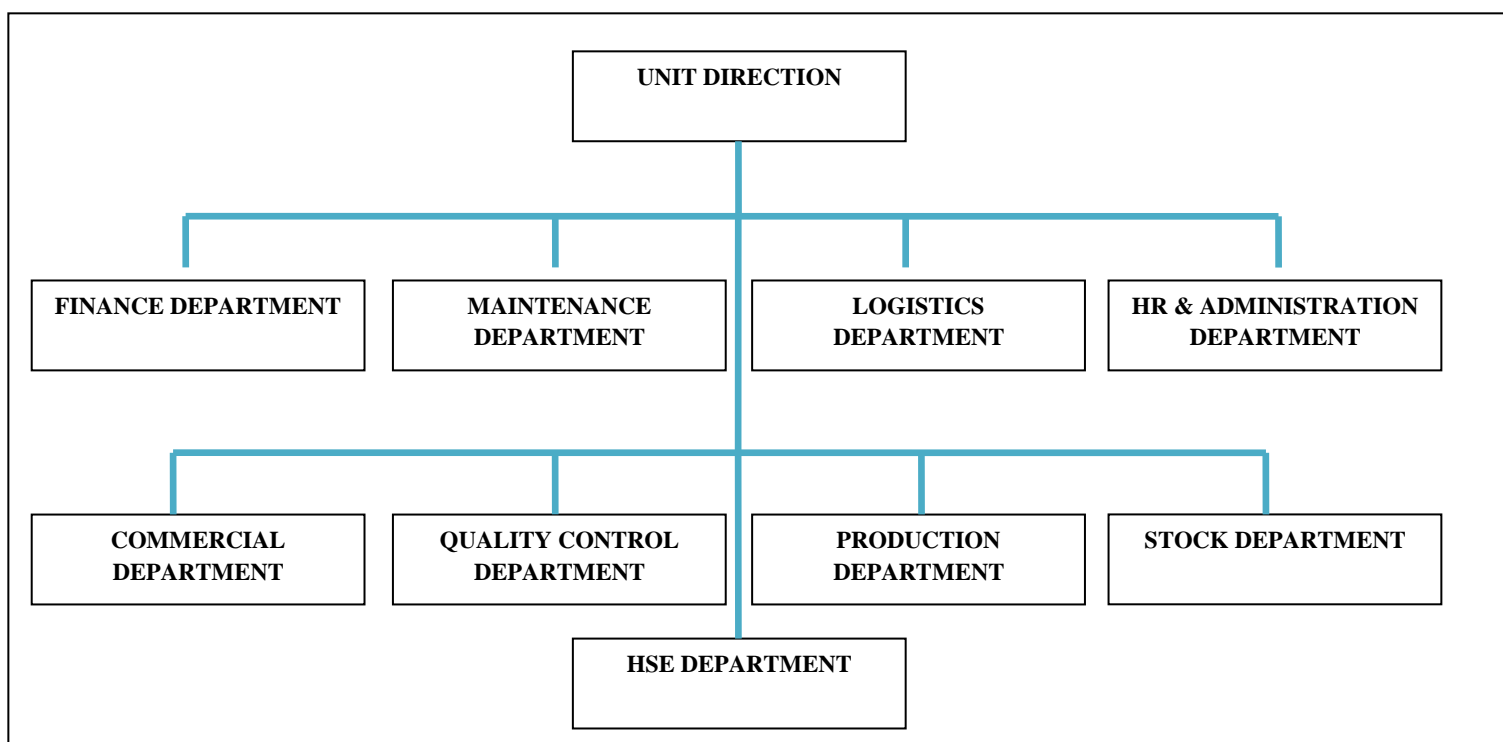 UNIT DIRECTION
FINANCE DEPARTMENT
MAINTENANCE
DEPARTMENT
LOGISTICS
DEPARTMENT
HR & ADMINISTRATION
DEPARTMENT
COMMERCIAL
DEPARTMENT
QUALITY CONTROL
DEPARTMENT
PRODUCTION
DEPARTMENT
STOCK DEPARTMENT
HSE DEPARTMENT